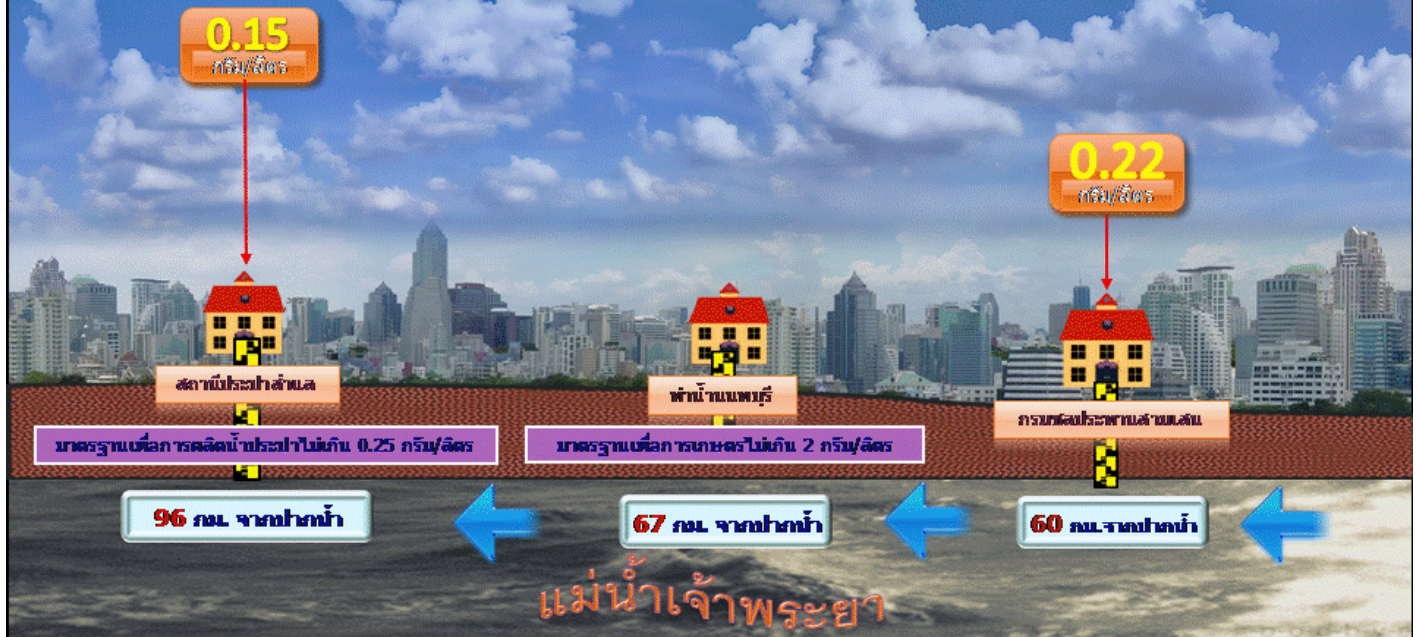 0.15
กรัม/ลิตร
0.22
กรัม/ลิตร
สถานีประปาสำแล
ท่าน้ำนนทบุรี
กรมชลประทานสามเสน
มาตรฐานเพื่อการผลิตน้ำประปาไม่เกิน 0.25 กรัม/ลิตร
มาตรฐานเพื่อการเกษตรไม่เกิน 2 กรัม/ลิตร
96 กม. จากปากน้ำ
67 กม. จากปากน้ำ
60 กม.จากปากน้ำ
แม่น้ำเจ้าพระยา